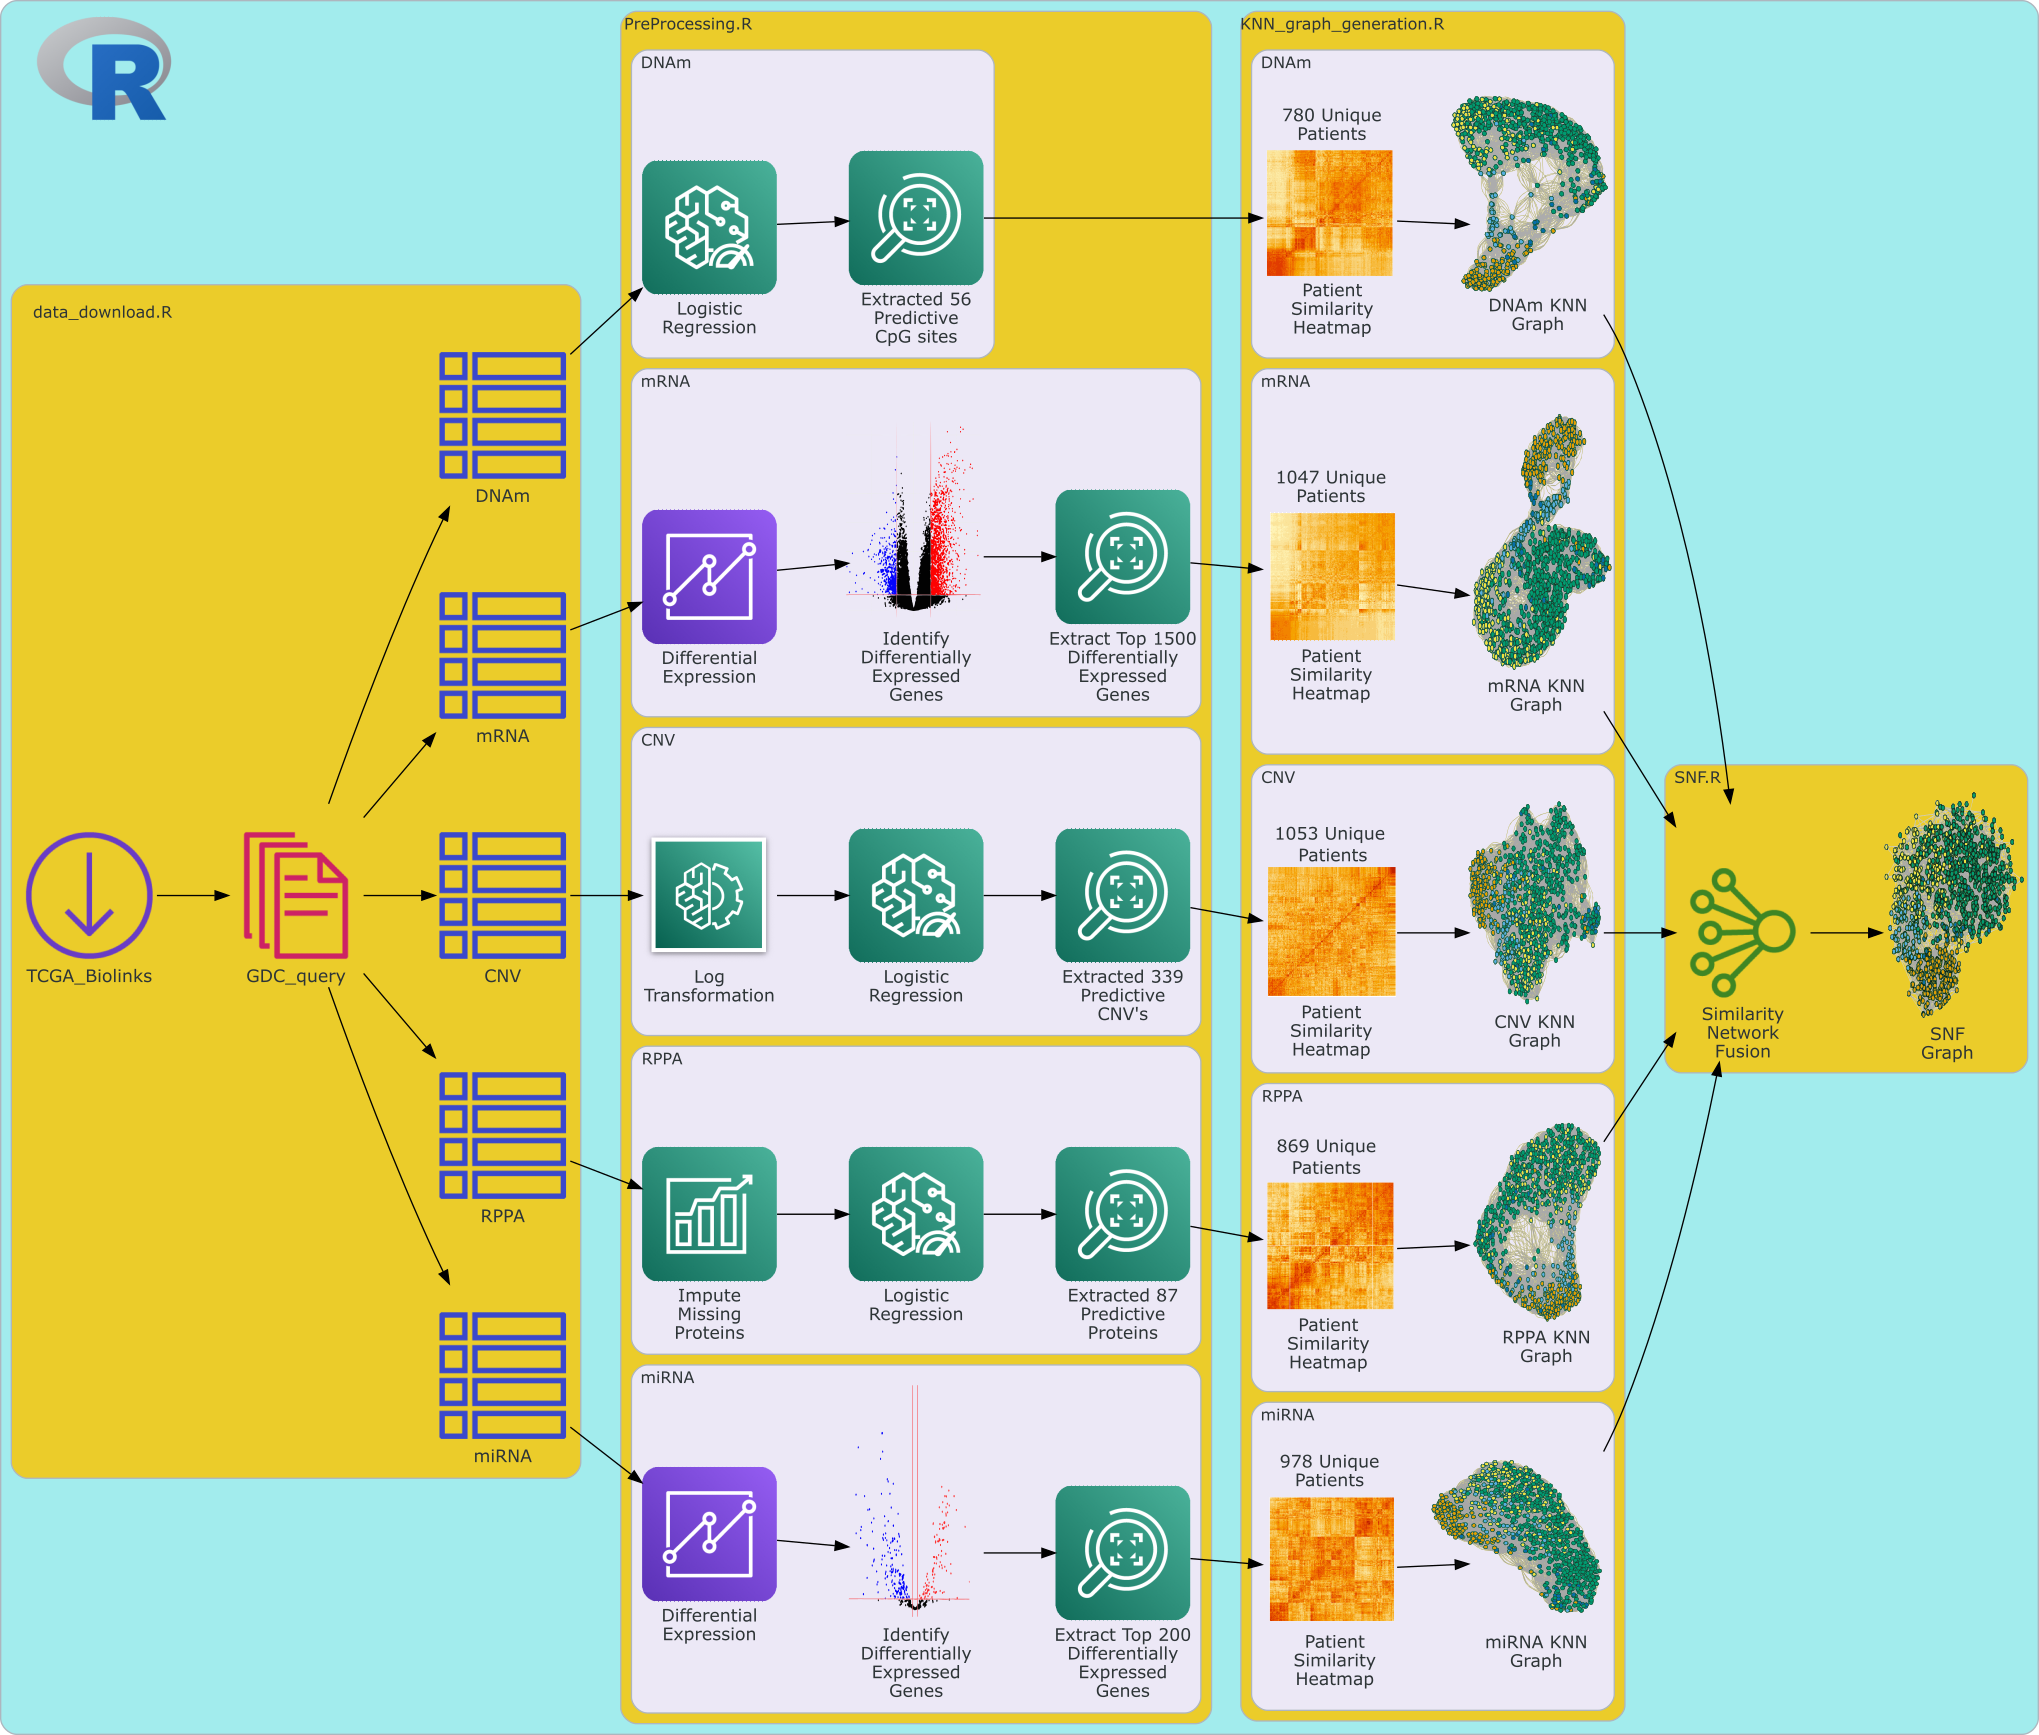 R
data_download.R
TCGA_Biolinks
GDC_query
DNAm
mRNA
CNV
RPPA
miRNA
PreProcessing.R
DNAm
Logistic
Regression
Extracted 56
Predictive
CpG sites
mRNA
Differential
Expression
Identify
Differentially
Expressed
Genes
Extract Top 1500
Differentially
Expressed
Genes
CNV
Log
Transformation
Logistic
Regression
Extracted 339
Predictive
CNV's
RPPA
Impute
Missing
Proteins
Logistic
Regression
Extracted 87
Predictive
Proteins
miRNA
Differential
Expression
Identify
Differentially
Expressed
Genes
Extract Top 200
Differentially
Expressed
Genes
KNN_graph_generation.R
DNAm
780 Unique
Patients
Patient
Similarity
Heatmap
DNAm KNN
Graph
mRNA
1047 Unique
Patients
Patient
Similarity
Heatmap
mRNA KNN
Graph
CNV
1053 Unique
Patients
Patient
Similarity
Heatmap
CNV KNN
Graph
RPPA
869 Unique
Patients
Patient
Similarity
Heatmap
RPPA KNN
Graph
miRNA
978 Unique
Patients
Patient
Similarity
Heatmap
miRNA KNN
Graph
SNF.R
Similarity
Network
Fusion
SNF
Graph